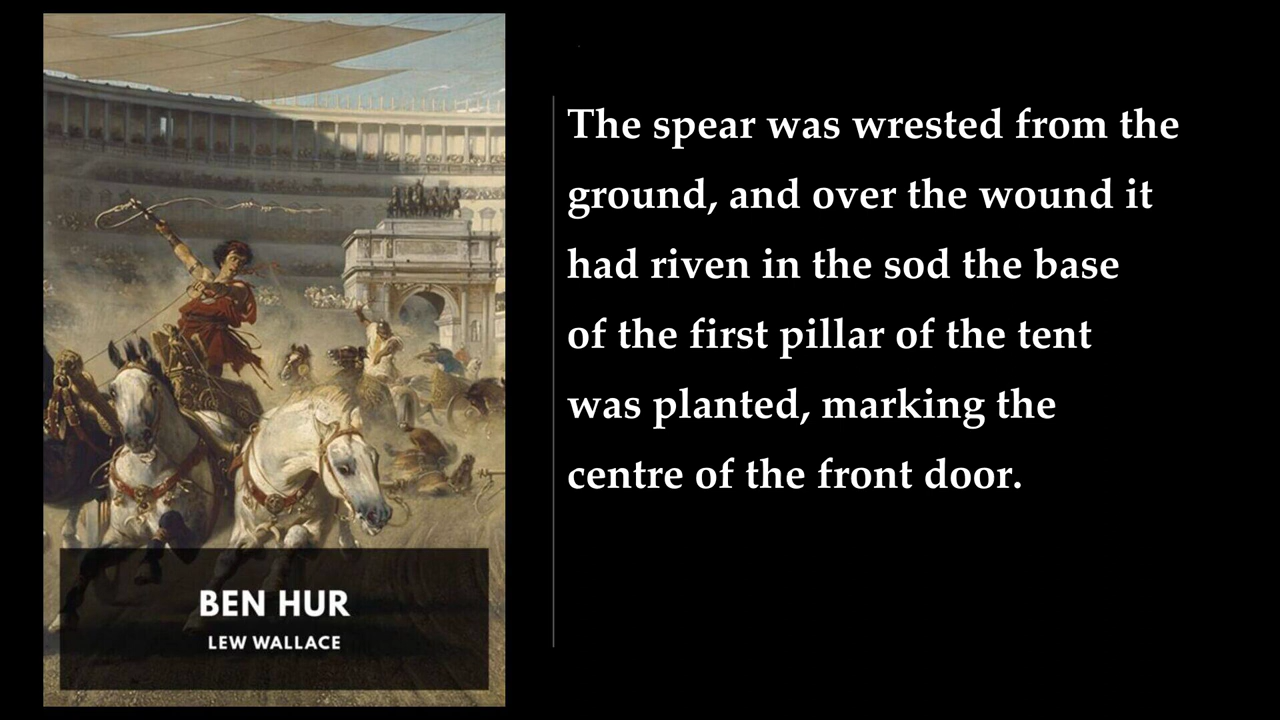 The spear was wrested from the
ground, and over the wound it
had riven in the sod the base
of the first pillar of the tent
was planted, marking the
centre of the front door.
BEN HUR
LEW WALLACE